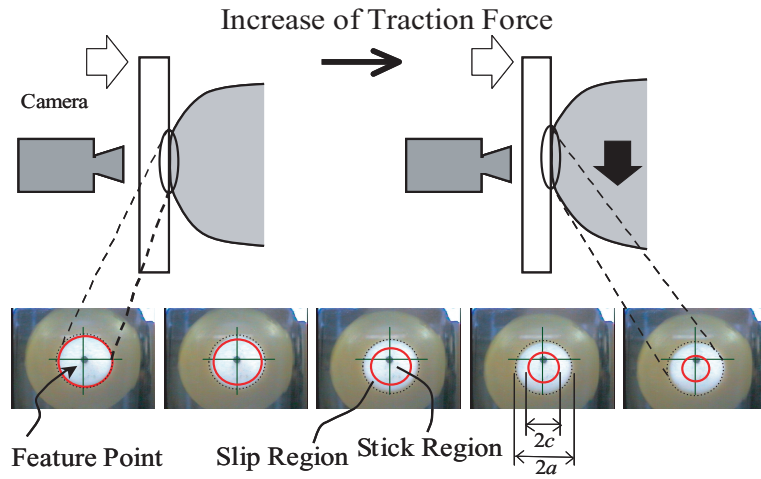 Increase of Traction Force
Camera
Feature Point
Slip Region
Stick Region
2c
2a